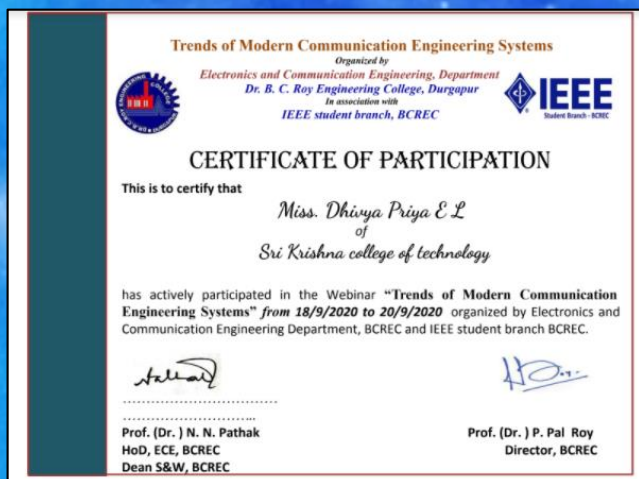 Trends of Modern Communication Engineering Systems
Organized by
Electronics and Communication Engineering, Department
Dr. B. C. Roy Engineering College, Durgapur
In association with
IEEE student branch, BCREC
IEEE
Student Branch - BCREC
CERTIFICATE OF PARTICIPATION
This is to certify that
Miss. Dhivya Priya E L
of
Sri Krishna college of technology
has actively participated in the Webinar “Trends of Modern Communication
Engineering Systems” from 18/9/2020 to 20/9/2020 organized by Electronics and
Communication Engineering Department, BCREC and IEEE student branch BCREC.
Prof. (Dr. ) N. N. Pathak
HoD, ECE, BCREC
Dean S&W, BCREC
Prof. (Dr. ) P. Pal Roy
Director, BCREC